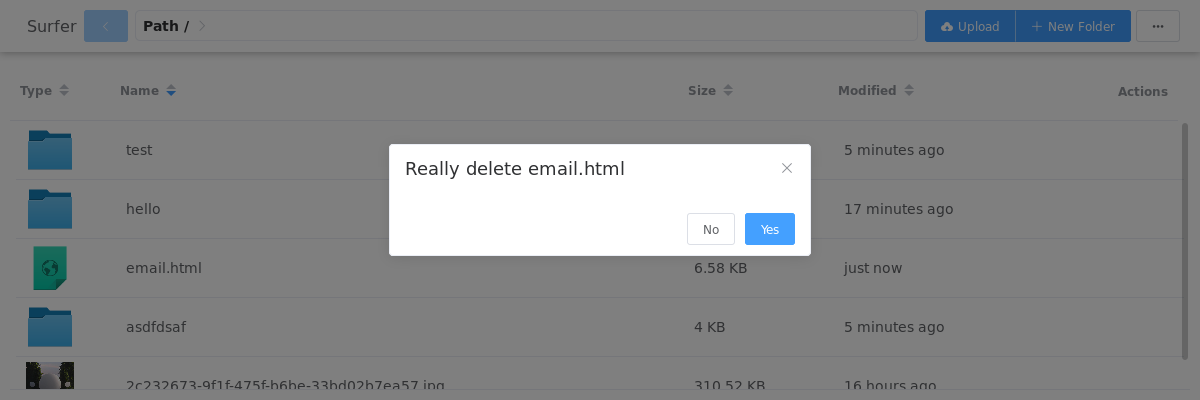 Surfer Path / Upload New Folder
Type Name Size Modified Actions
test 5 minutes ago
hello 17 minutes ago
email.html 6.58 KB just now
asdfdsaf 4 KB 5 minutes ago
2c232673-9f1f-475f-b6be-33bd02b7ea57.jpg 310.52 KB 16 hours ago
Really delete email.html
No Yes